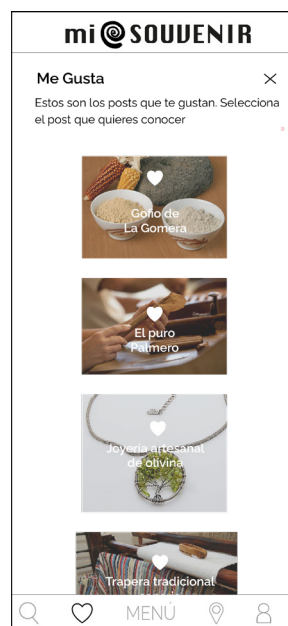 mi@SOUVENIR
Me Gusta
Estos son los posts que te gustan. Selecciona
el post que quieres conocer
Gofio de
La Gomera
El puro
Palmero
Joyería artesanal
de olivina
Trapera tradicional
MENÚ